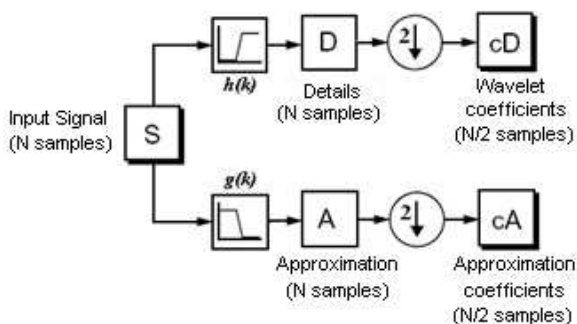 D
2
cD
h(k)
Details
(N samples)
Wavelet
coefficients
(N/2 samples)
Input Signal
(N samples)
S
g(k)
A
2
cA
Approximation
(N samples)
Approximation
coefficients
(N/2 samples)